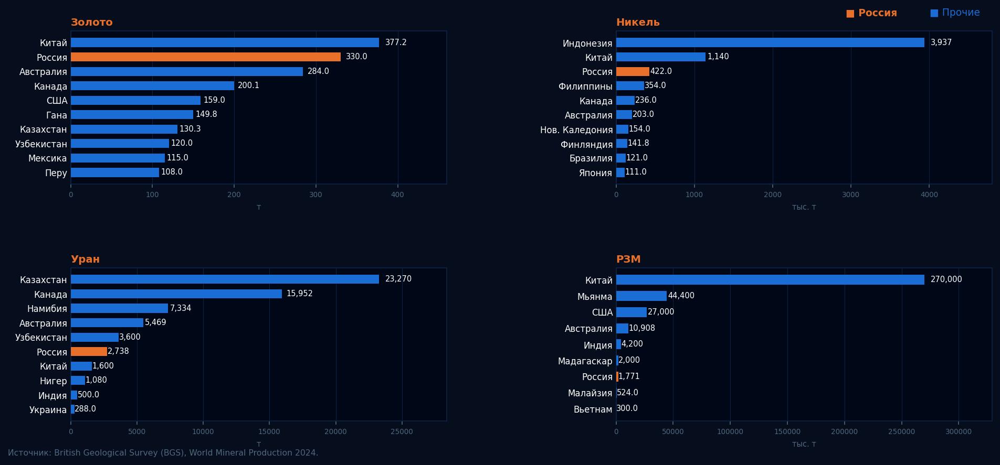 ■ Россия ■ Прочие
Золото
Китай 377.2
Россия 330.0
Австралия 284.0
Канада 200.1
США 159.0
Гана 149.8
Казахстан 130.3
Узбекистан 120.0
Мексика 115.0
Перу 108.0
0 100 200 300 400
т
Никель
Индонезия 3,937
Китай 1,140
Россия 422.0
Филиппины 354.0
Канада 236.0
Австралия 203.0
Нов. Каледония 154.0
Финляндия 141.8
Бразилия 121.0
Япония 111.0
0 1000 2000 3000 4000
тыс. т
Уран
Казахстан 23,270
Канада 15,952
Намибия 7,334
Австралия 5,469
Узбекистан 3,600
Россия 2,738
Китай 1,600
Нигер 1,080
Индия 500.0
Украина 288.0
0 5000 10000 15000 20000 25000
т
РЗМ
Китай 270,000
Мьянма 44,400
США 27,000
Австралия 10,908
Индия 4,200
Мадагаскар 2,000
Россия 1,771
Малайзия 524.0
Вьетнам 300.0
0 50000 100000 150000 200000 250000 300000
тыс. т
Источник: British Geological Survey (BGS), World Mineral Production 2024.